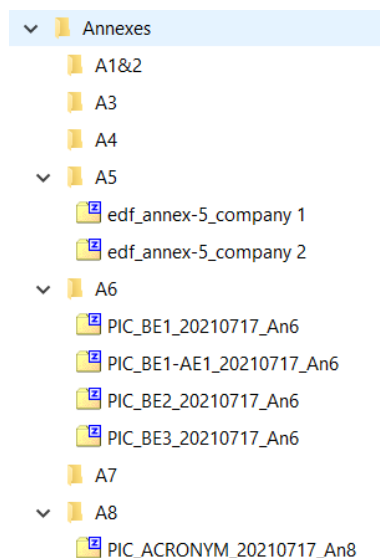 Annexes
A1&2
A3
A4
A5
edf_annex-5_company 1
edf_annex-5_company 2
A6
PIC_BE1_20210717_An6
PIC_BE1-AE1_20210717_An6
PIC_BE2_20210717_An6
PIC_BE3_20210717_An6
A7
A8
PIC_ACRONYM_20210717_An8